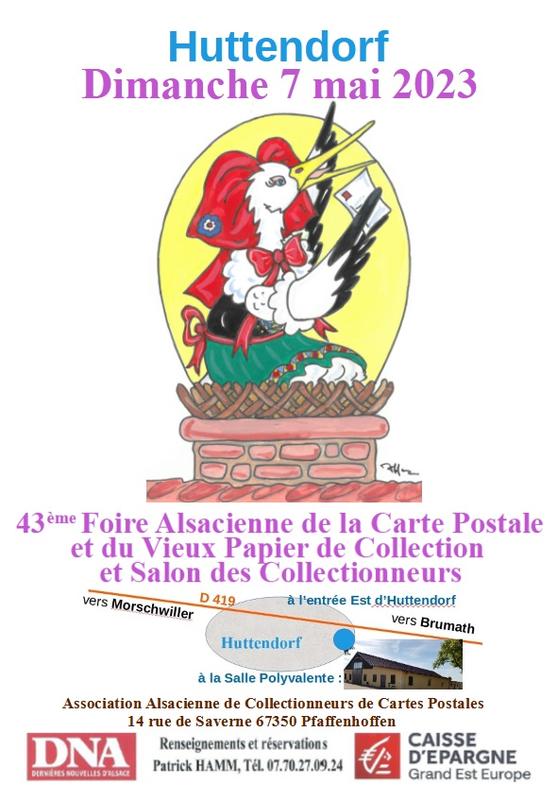 Huttendorf
Dimanche 7 mai 2023
43ème Foire Alsacienne de la Carte Postale
et du Vieux Papier de Collection
et Salon des Collectionneurs
vers Morschwiller
D 419
à l'entrée Est d'Huttendorf
vers Brumath
Huttendorf
à la Salle Polyvalente :
Association Alsacienne de Collectionneurs de Cartes Postales
14 rue de Saverne 67350 Pfaffenhoffen
DNA
DERNIÈRES NOUVELLES D'ALSACE
Renseignements et réservations
Patrick HAMM, Tél. 07.70.27.09.24
CAISSE
D'EPARGNE
Grand Est Europe